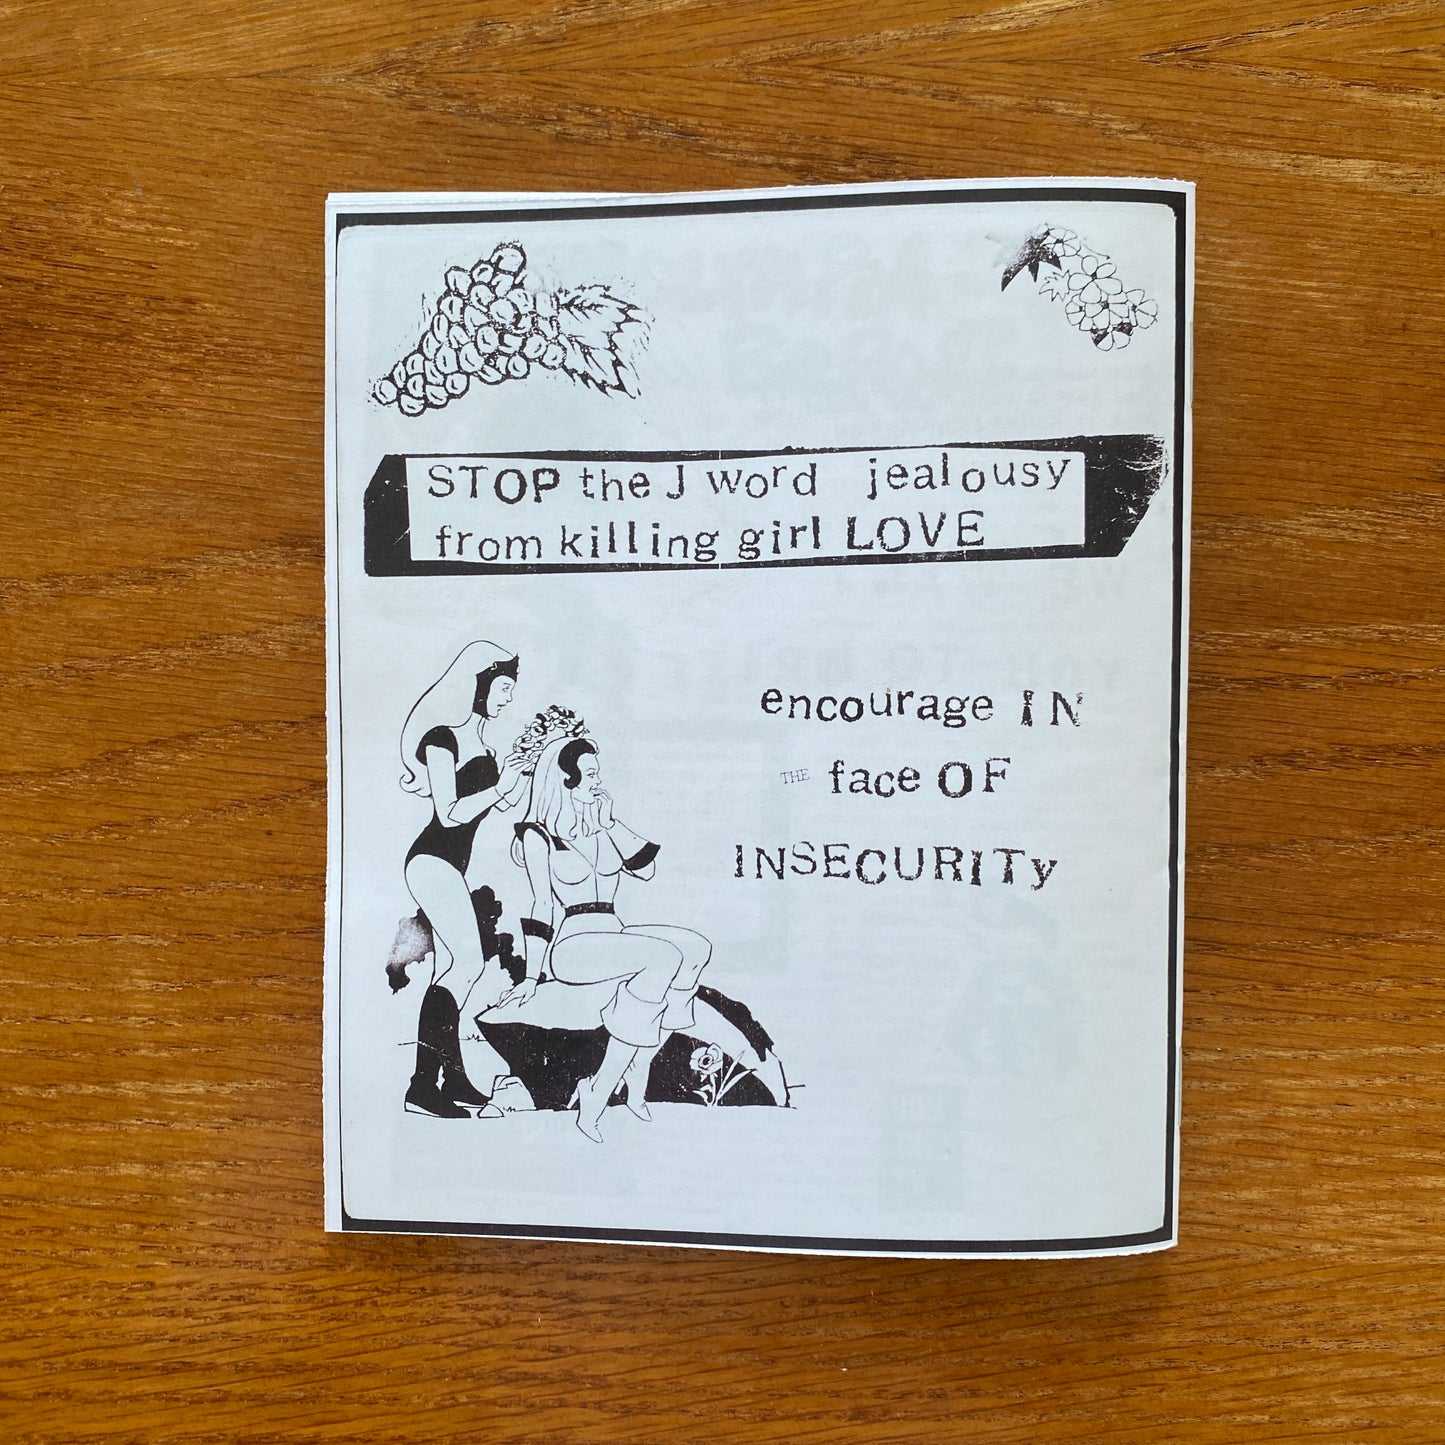 STOP the J word jealousy
from killing girl LOVE
encourage IN
THE face OF
INSECURITy